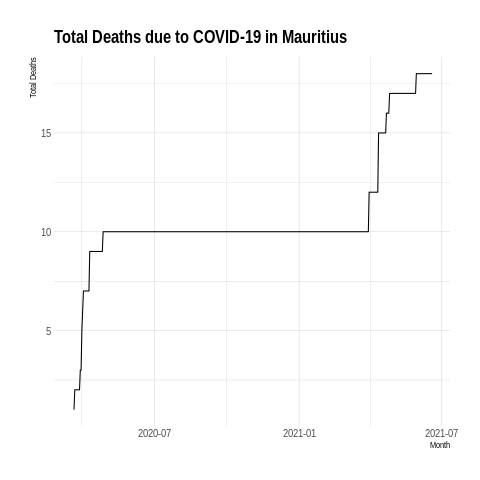 Total Deaths due to COVID-19 in Mauritius
Total Deaths
15
10
5
2020-07
2021-01
2021-07
Month